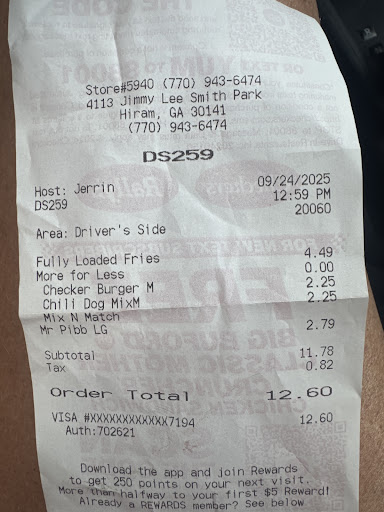 Store#5940 (770) 943-6474
4113 Jimmy Lee Smith Park
Hiram, GA 30141
(770) 943-6474
DS259
Host: Jerrin 09/24/2025
DS259 12:59 PM
20060
Area: Driver's Side
Fully Loaded Fries 4.49
More for Less 0.00
Checker Burger M 2.25
Chili Dog MixM 2.25
Mix N Match
Mr Pibb LG 2.79
Subtotal 11.78
Tax 0.82
Order Total 12.60
VISA #XXXXXXXXXXXX7194 12.60
Auth:702621
Download the app and join Rewards
to get 250 points on your next visit.
More than halfway to your first $5 Reward!
Already a REWARDS member? See below